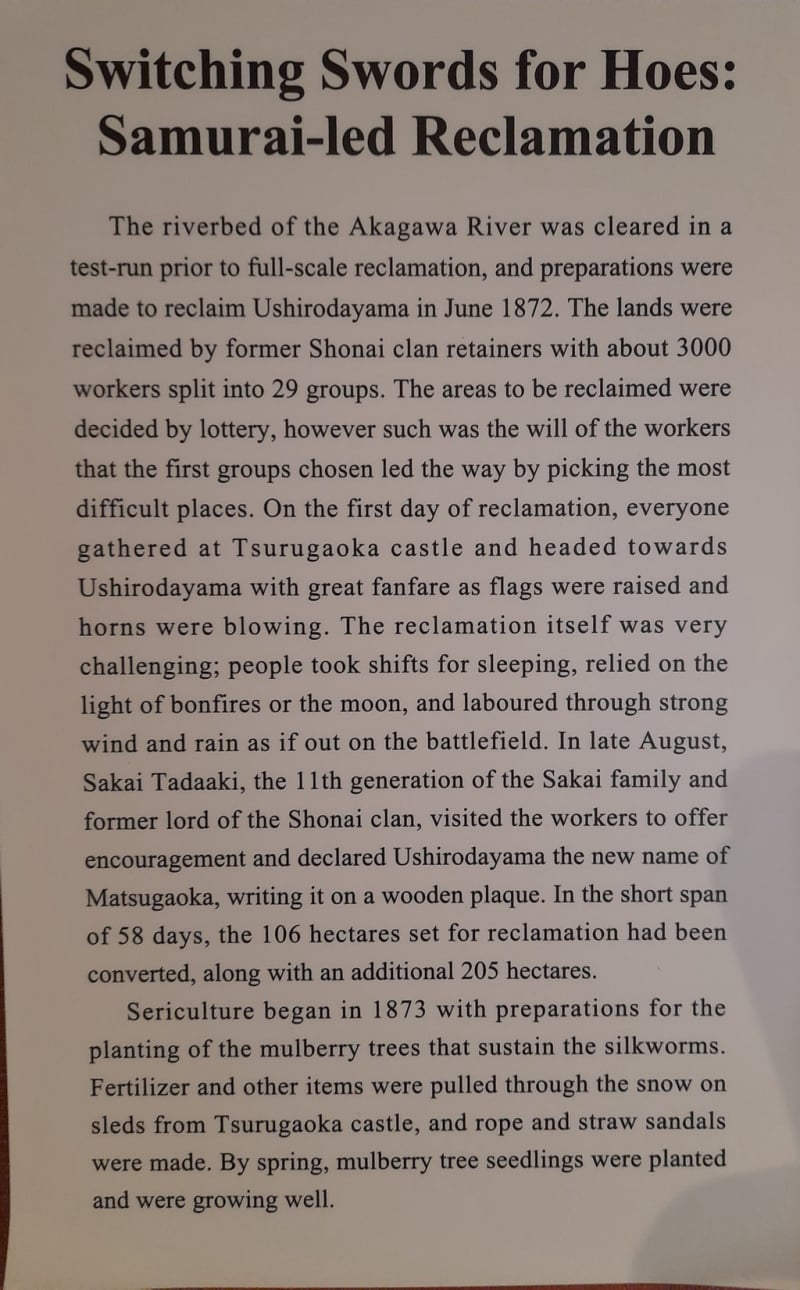 Switching Swords for Hoes:
Samurai-led Reclamation
The riverbed of the Akagawa River was cleared in a
test-run prior to full-scale reclamation, and preparations were
made to reclaim Ushirodayama in June 1872. The lands were
reclaimed by former Shonai clan retainers with about 3000
workers split into 29 groups. The areas to be reclaimed were
decided by lottery, however such was the will of the workers
that the first groups chosen led the way by picking the most
difficult places. On the first day of reclamation, everyone
gathered at Tsurugaoka castle and headed towards
Ushirodayama with great fanfare as flags were raised and
horns were blowing. The reclamation itself was very
challenging; people took shifts for sleeping, relied on the
light of bonfires or the moon, and laboured through strong
wind and rain as if out on the battlefield. In late August,
Sakai Tadaaki, the 11th generation of the Sakai family and
former lord of the Shonai clan, visited the workers to offer
encouragement and declared Ushirodayama the new name of
Matsugaoka, writing it on a wooden plaque. In the short span
of 58 days, the 106 hectares set for reclamation had been
converted, along with an additional 205 hectares.
Sericulture began in 1873 with preparations for the
planting of the mulberry trees that sustain the silkworms.
Fertilizer and other items were pulled through the snow on
sleds from Tsurugaoka castle, and rope and straw sandals
were made. By spring, mulberry tree seedlings were planted
and were growing well.